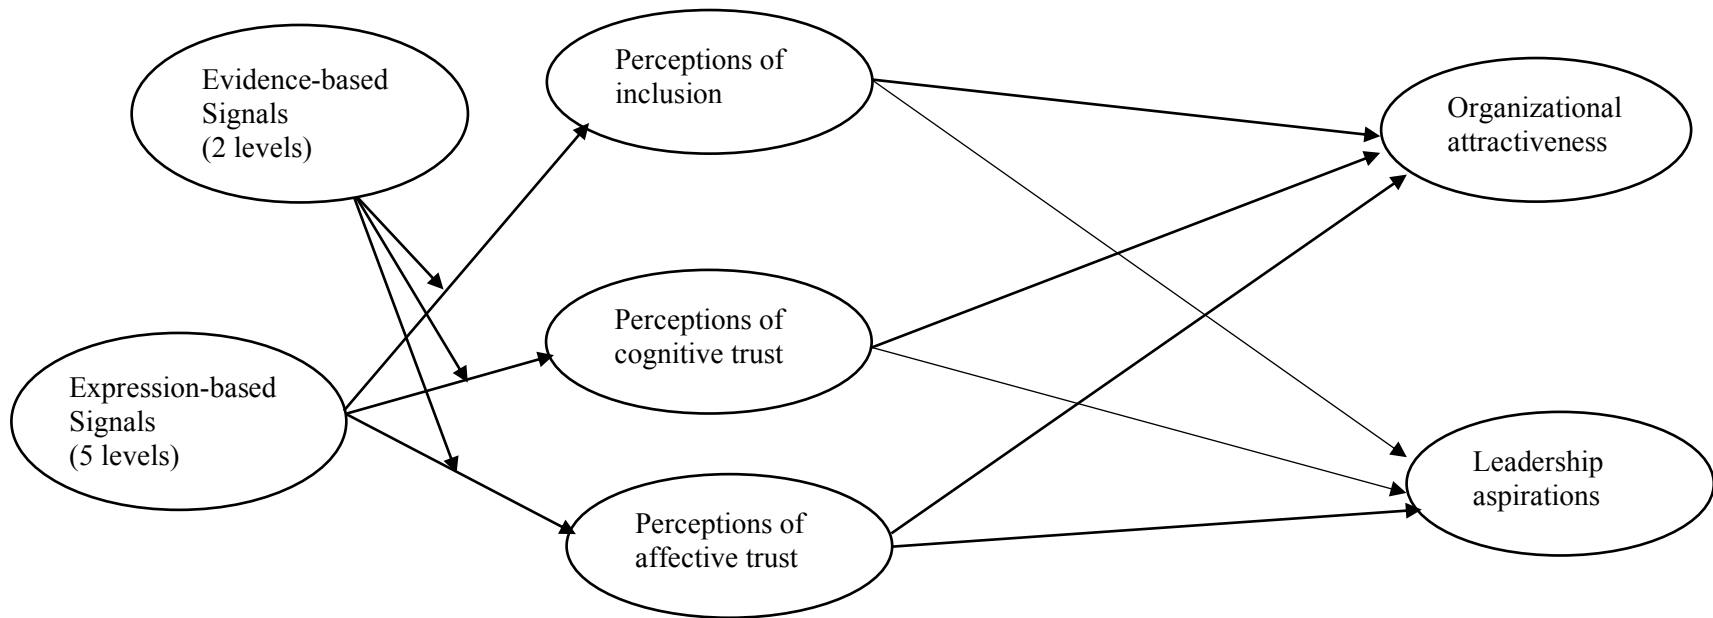 Evidence-based
Signals
(2 levels)
Perceptions of
inclusion
Organizational
attractiveness
Perceptions of
cognitive trust
Expression-based
Signals
(5 levels)
Leadership
aspirations
Perceptions of
affective trust